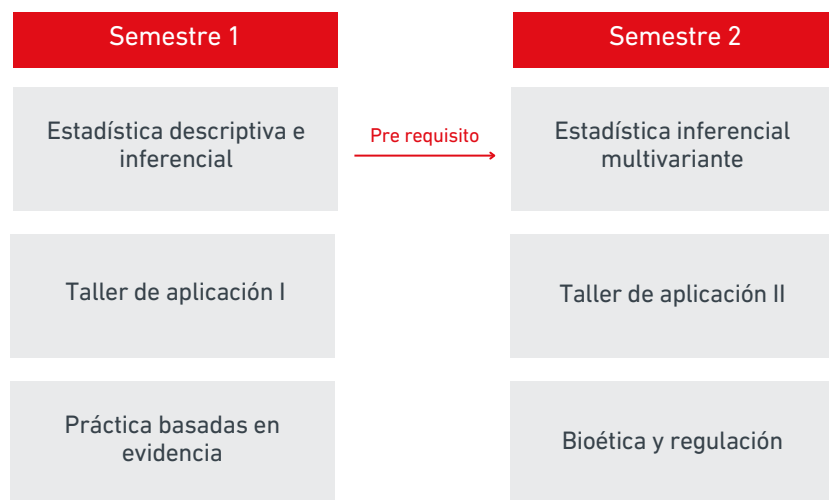 Semestre 1
Semestre 2
Estadística descriptiva e
inferencial
Pre requisito
Estadística inferencial
multivariante
Taller de aplicación I
Taller de aplicación II
Práctica basadas en
evidencia
Bioética y regulación